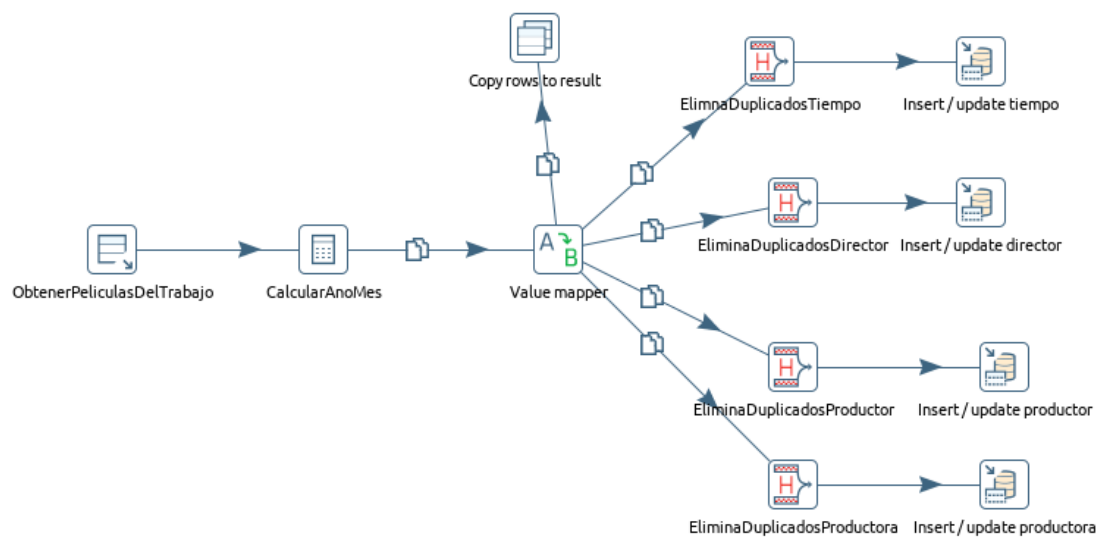 Copy rows to result
ElimnaDuplicadosTiempo
Insert / update tiempo
H
A
B
H
EliminaDuplicadosDirector
Insert / update director
H
ObtenerPeliculasDelTrabajo
CalcularAnoMes
Value mapper
H
EliminaDuplicadosProductor
Insert / update productor
H
EliminaDuplicadosProductora
Insert / update productora